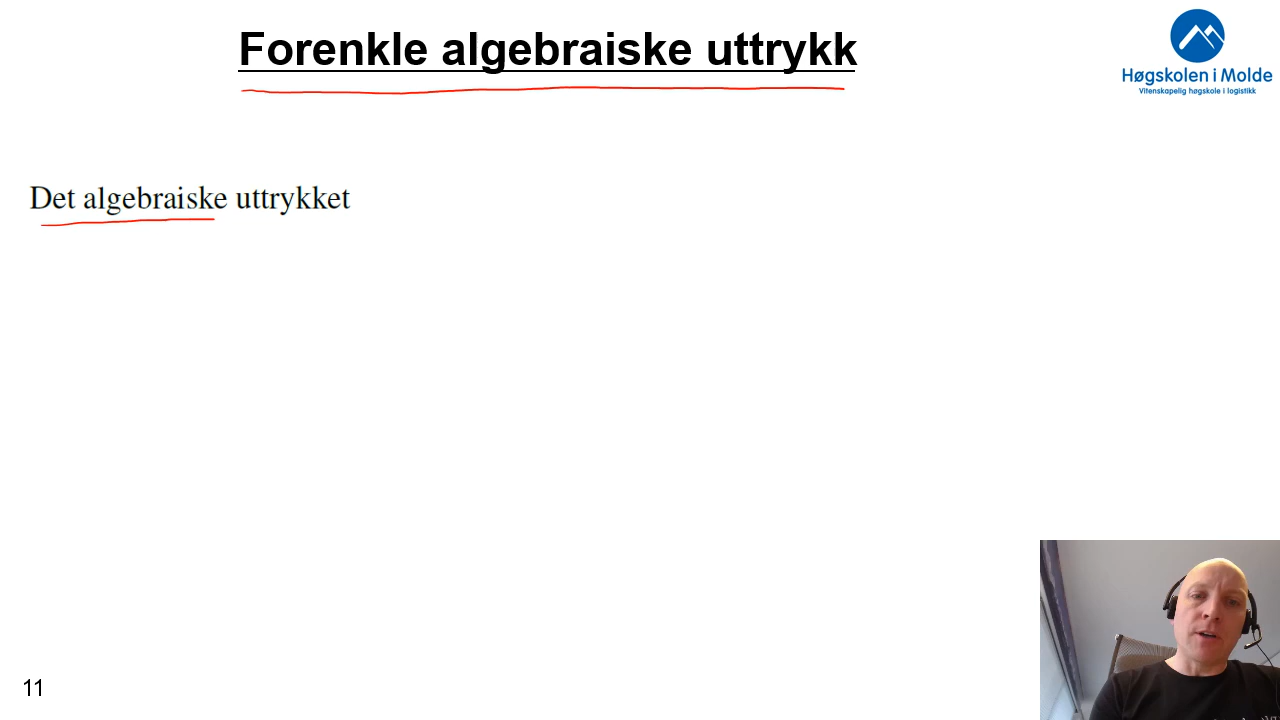 Forenkle algebraiske uttrykk
Høgskolen i Molde
Vitenskapelig høgskole i logistikk
Det algebraiske uttrykket
11